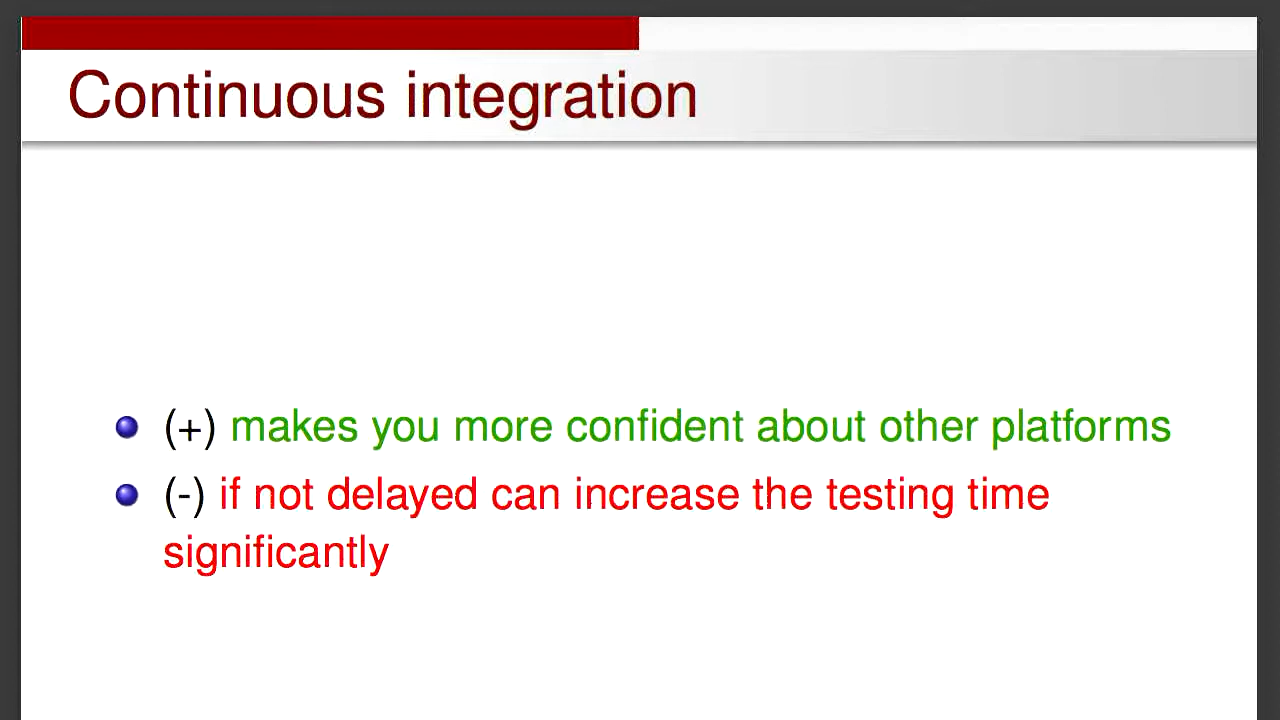 Continuous integration
(+) makes you more confident about other platforms
(-) if not delayed can increase the testing time
significantly